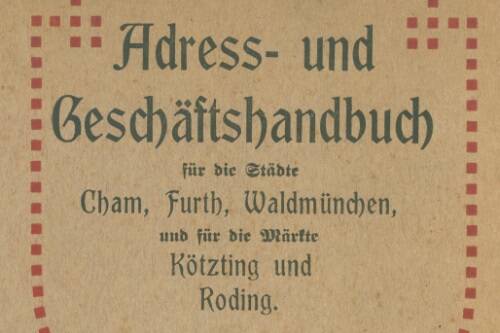 Adress- und
Geschäftshandbuch
für die Städte
Cham, Furth, Waldmünchen,
und für die Märkte
Kötzting und
Roding.